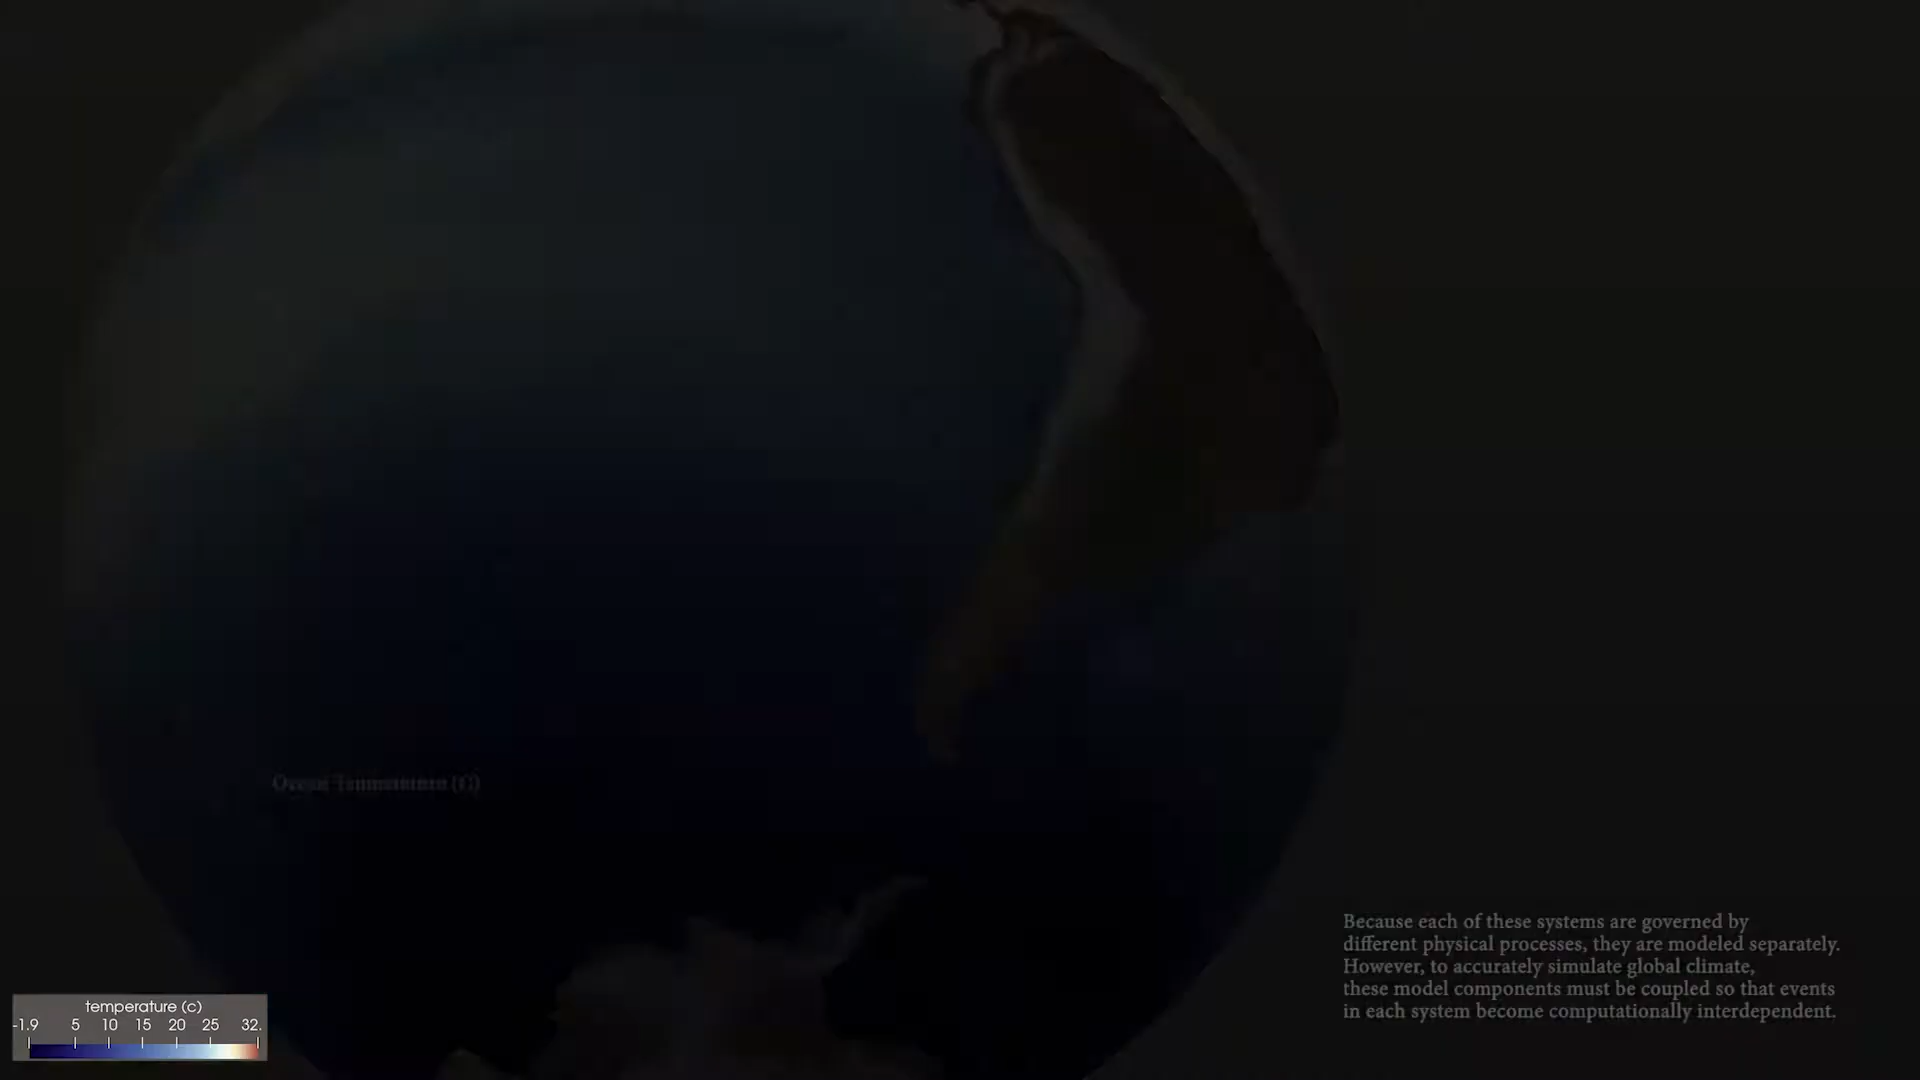 Ocean Temperature (C)
temperature (c)
-1.9 5 10 15 20 25 32.
Because each of these systems are governed by
different physical processes, they are modeled separately.
However, to accurately simulate global climate,
these model components must be coupled so that events
in each system become computationally interdependent.